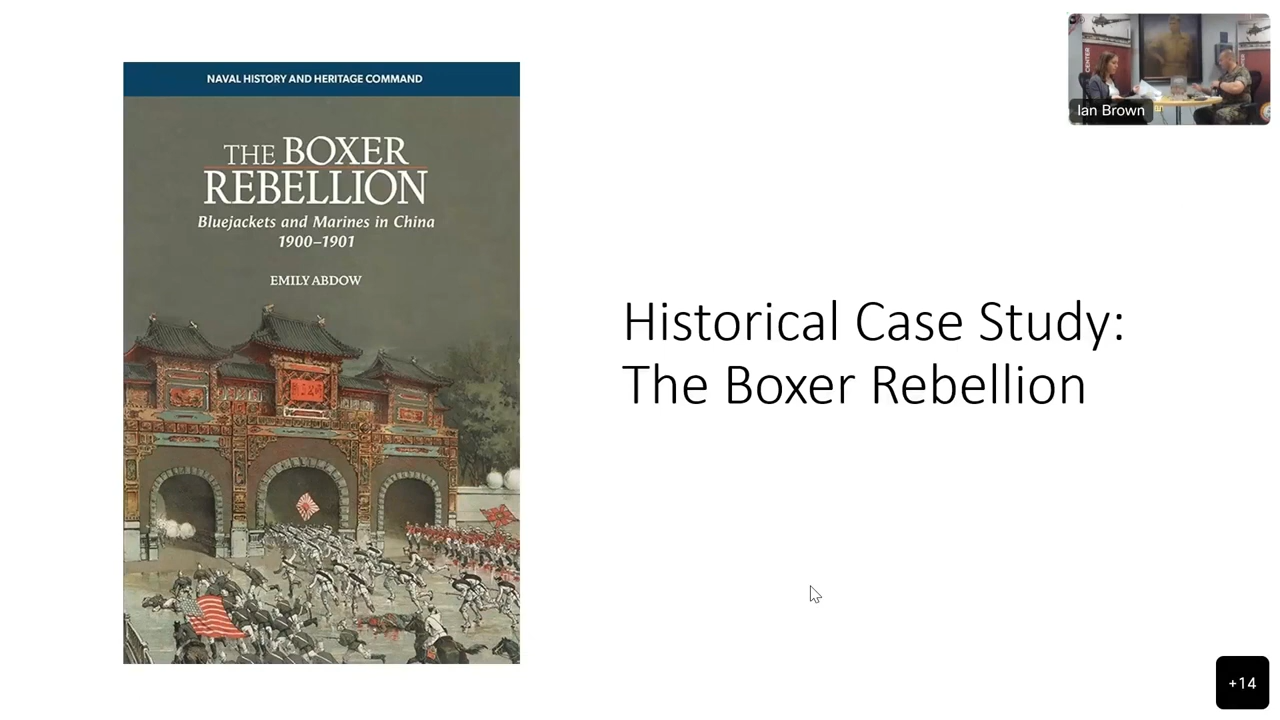 NAVAL HISTORY AND HERITAGE COMMAND
THE BOXER
REBELLION
Bluejackets and Marines in China
1900–1901
EMILY ABDOW
Historical Case Study:
The Boxer Rebellion
CENTER
Ian Brown
+14